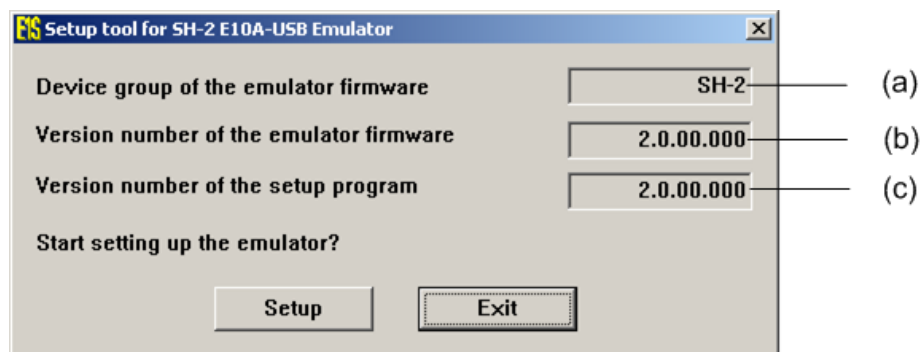 E1S Setup tool for SH-2 E10A-USB Emulator
Device group of the emulator firmware SH-2 (a)
Version number of the emulator firmware 2.0.00.000 (b)
Version number of the setup program 2.0.00.000 (c)
Start setting up the emulator?
Setup Exit